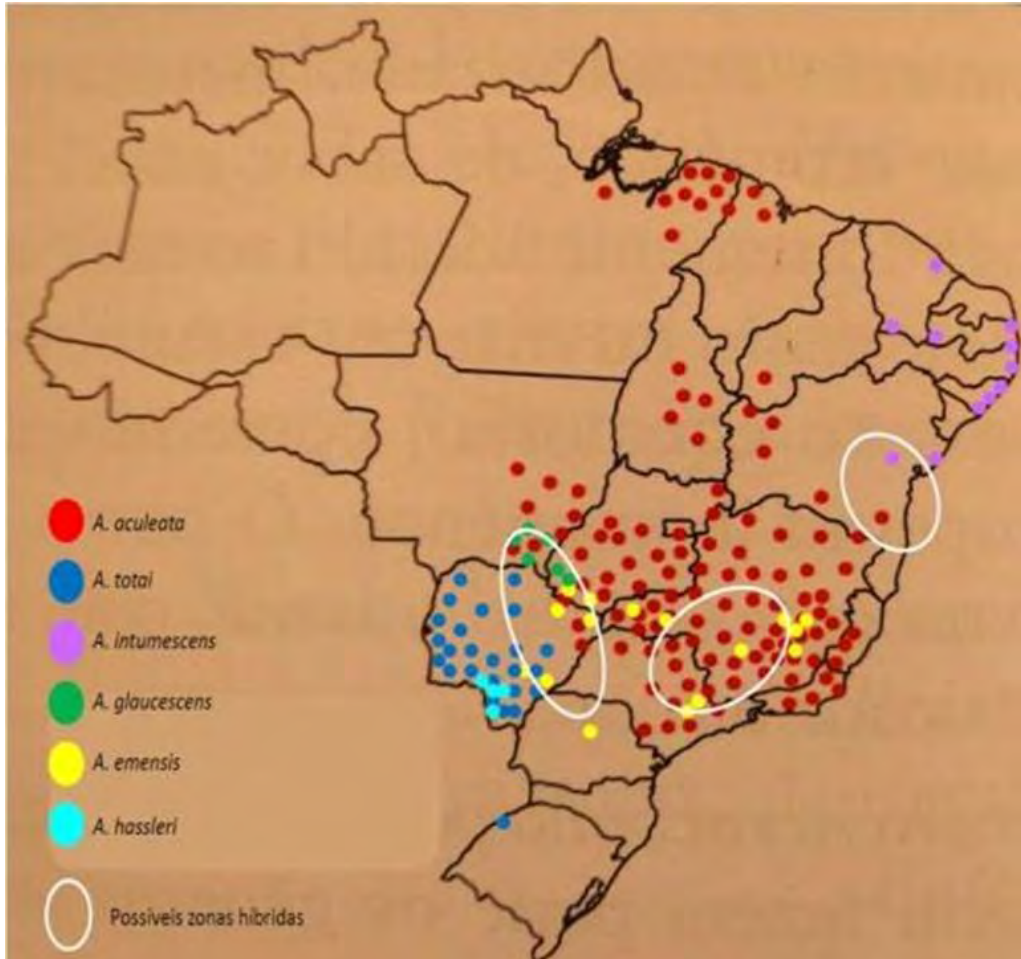 A. aculeata
A. totai
A. intumescens
A. glaucescens
A. emensis
A. hassleri
Possíveis zonas híbridas